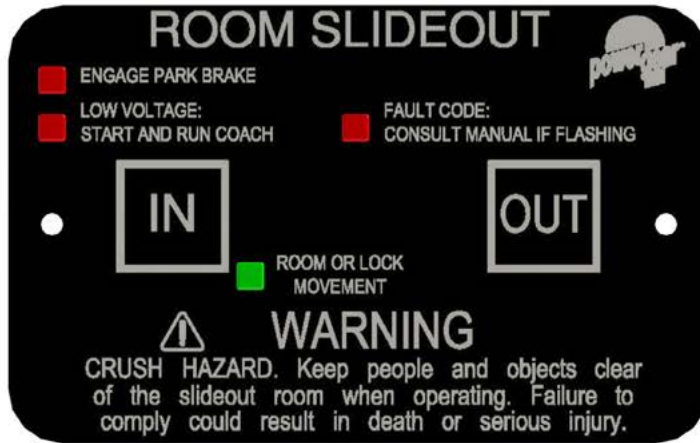 ROOM SLIDEOUT
power gear
ENGAGE PARK BRAKE
LOW VOLTAGE:
START AND RUN COACH
FAULT CODE:
CONSULT MANUAL IF FLASHING
IN
OUT
ROOM OR LOCK
MOVEMENT
WARNING
CRUSH HAZARD. Keep people and objects clear
of the slideout room when operating. Failure to
comply could result in death or serious injury.